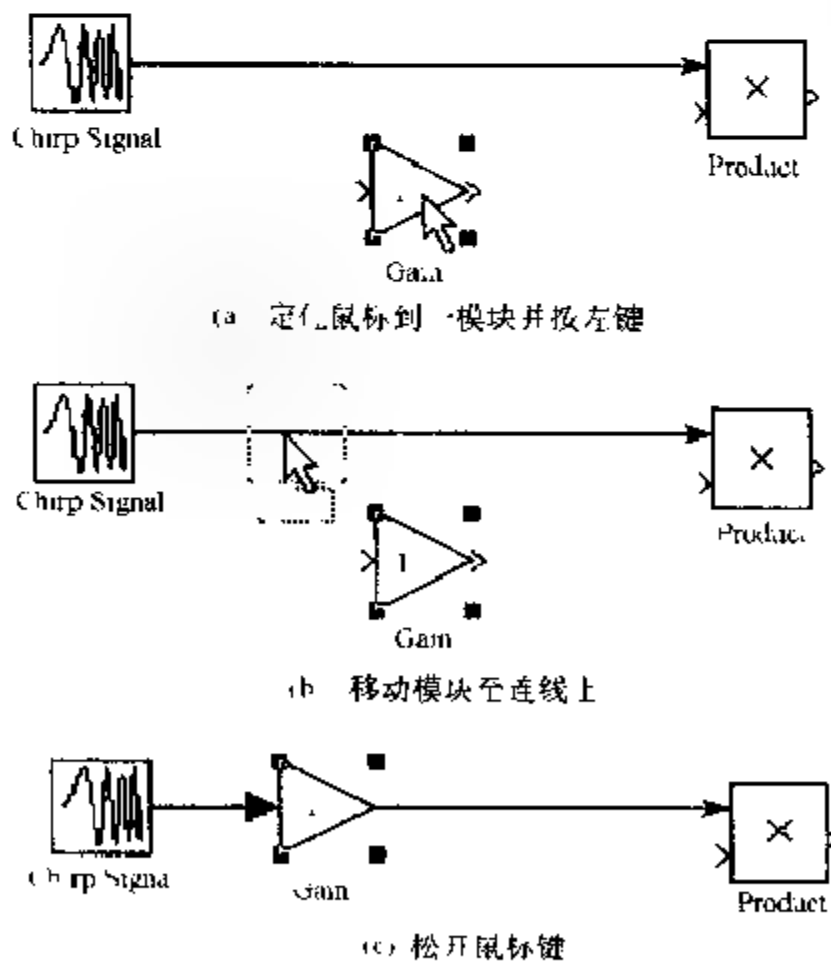 Chirp Signal
Product
Gain
(a) 定位鼠标到一模块并按左键
Chirp Signal
Product
1
Gain
(b) 移动模块至连线上
Chirp Signal
Gain
Product
(c) 松开鼠标键